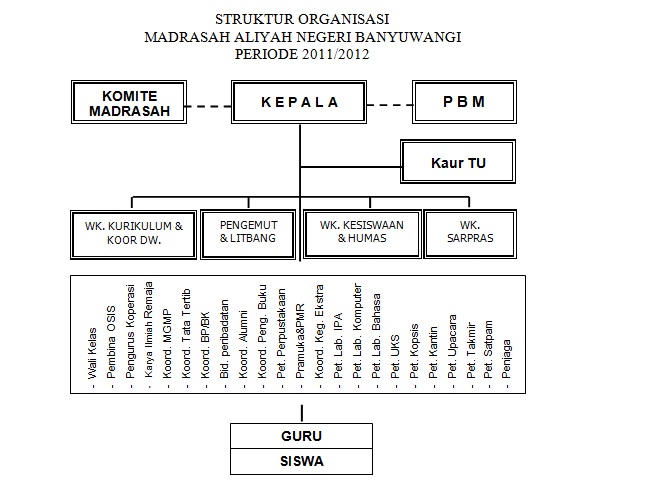 STRUKTUR ORGANISASI
MADRASAH ALIYAH NEGERI BANYUWANGI
PERIODE 2011/2012
KOMITE
MADRASAH
K E P A L A
P B M
Kaur TU
WK. KURIKULUM &
KOOR DW.
PENGEMUT
& LITBANG
WK. KESISWAAN
& HUMAS
WK.
SARPRAS
- Wali Kelas
- Pembina OSIS
- Pengurus Koperasi
- Karya Ilmiah Remaja
- Koord. MGMP
- Koord. Tata Tertib
- Koord. BP/BK
- Bid. peribadatan
- Koord. Alumni
- Koord. Peng. Buku
- Pet. Perpustakaan
- Pramuka&PMR
- Koord. Keg. Ekstra
- Pet. Lab. IPA
- Pet. Lab. Komputer
- Pet. Lab. Bahasa
- Pet. UKS
- Pet. Kopsis
- Pet. Kantin
- Pet. Upacara
- Pet. Takmir
- Pet. Satpam
- Penjaga
GURU
SISWA